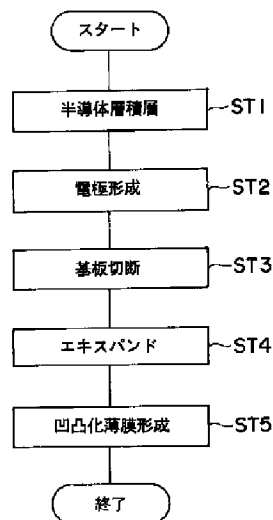 スタート
半導体層積層 ST1
電極形成 ST2
基板切断 ST3
エキスパンド ST4
凹凸化薄膜形成 ST5
終了